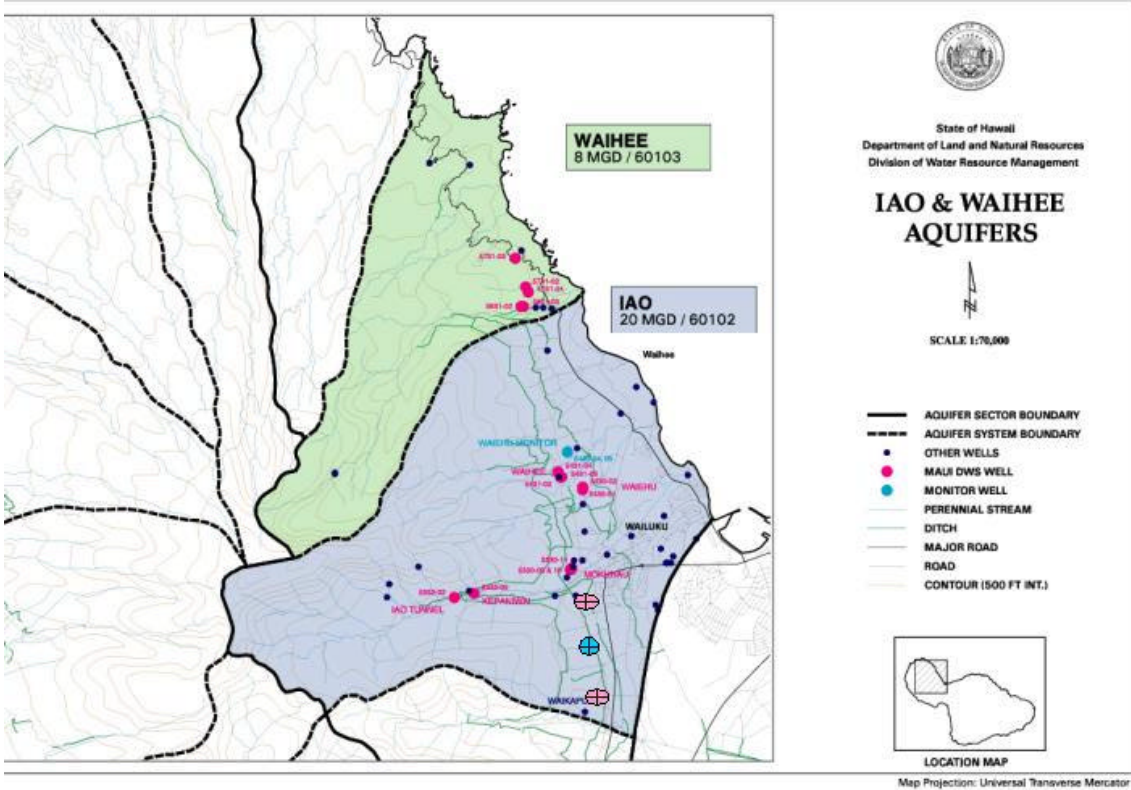 WAIHEE
8 MGD / 60103
IAO
20 MGD / 60102
Waihee
WAIHEE
WAIEHU
WAILUKU
MOKUHAU
KEPANIWAI
IAO TUNNEL
WAIKAPU
STATE OF HAWAII
State of Hawaii
Department of Land and Natural Resources
Division of Water Resource Management
IAO & WAIHEE
AQUIFERS
N
SCALE 1:70,000
AQUIFER SECTOR BOUNDARY
AQUIFER SYSTEM BOUNDARY
OTHER WELLS
MAUI DWS WELL
MONITOR WELL
PERENNIAL STREAM
DITCH
MAJOR ROAD
ROAD
CONTOUR (500 FT INT.)
LOCATION MAP
Map Projection: Universal Transverse Mercator